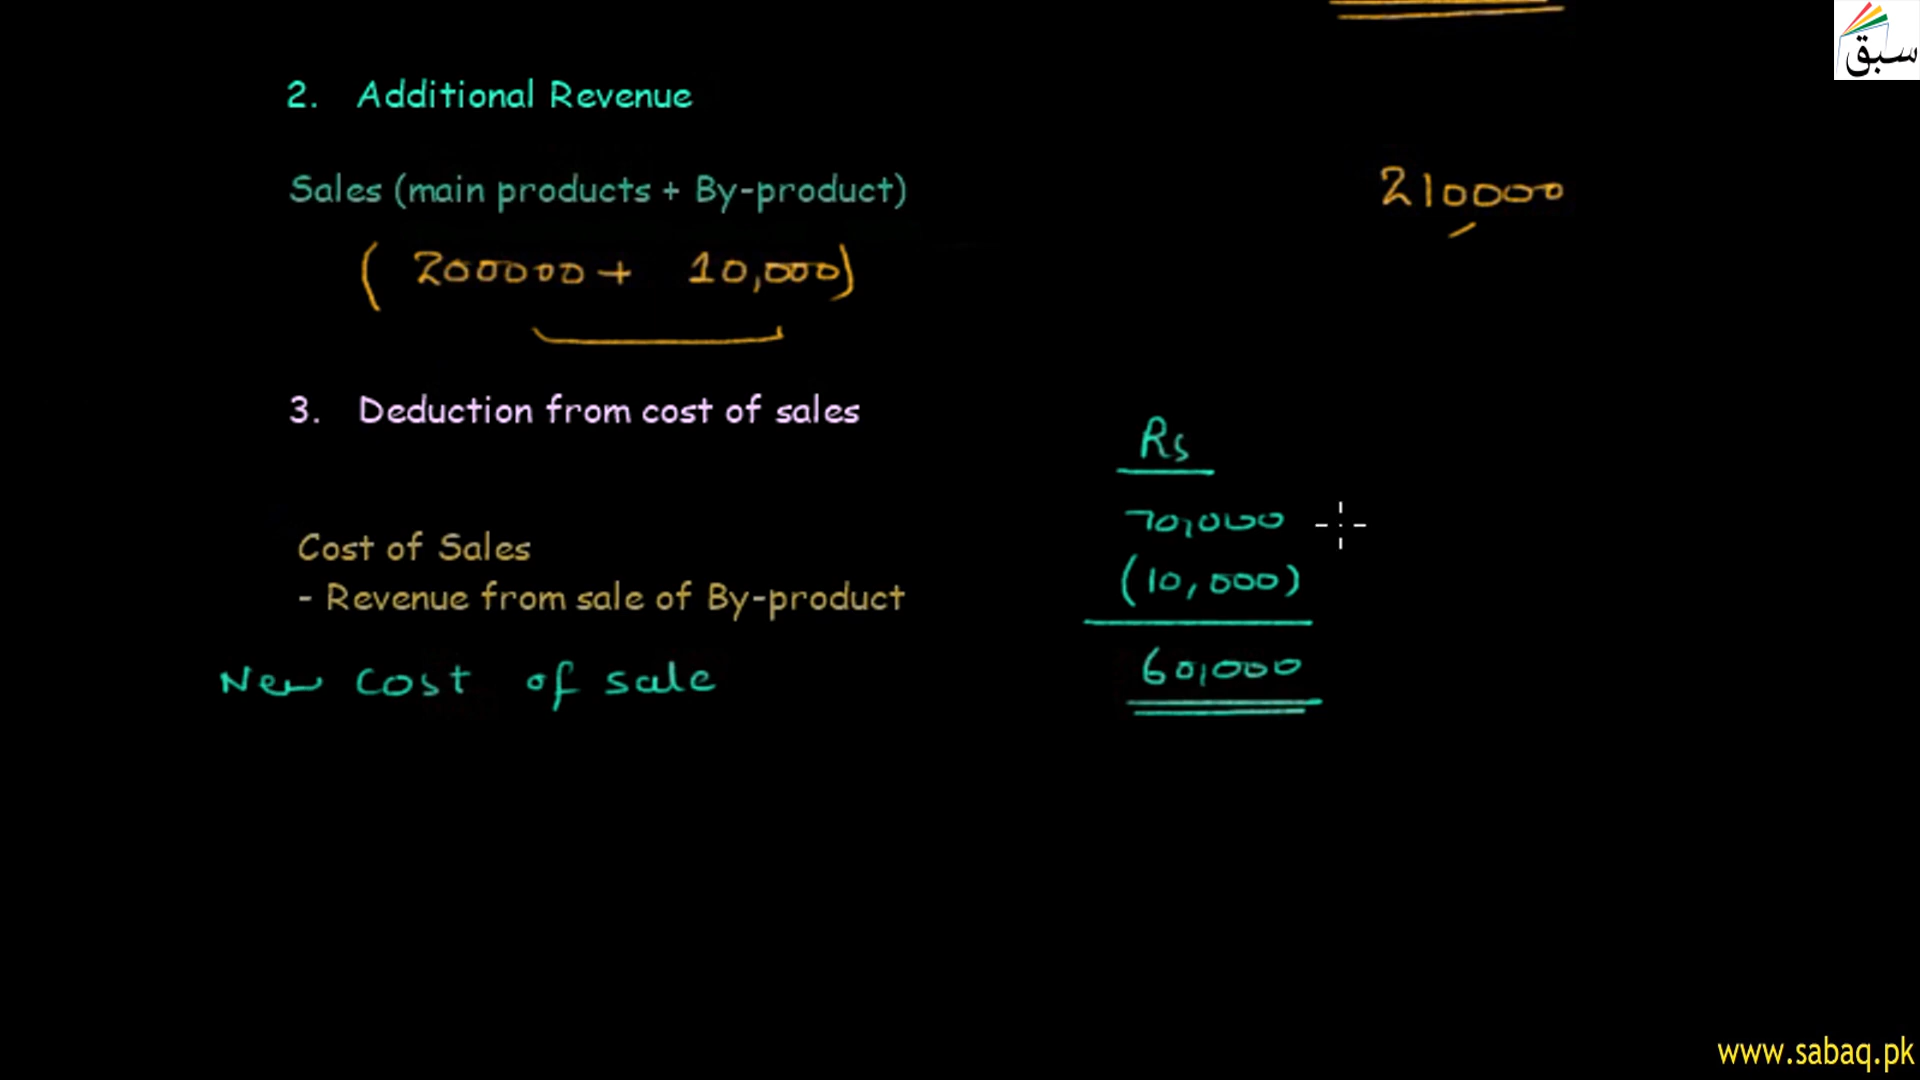 سبق
2. Additional Revenue
Sales (main products + By-product) 210000
( 200000 + 10,000)
3. Deduction from cost of sales
Rs
Cost of Sales 70,000
- Revenue from sale of By-product (10,000)
New cost of sale 60,000
www.sabaq.pk